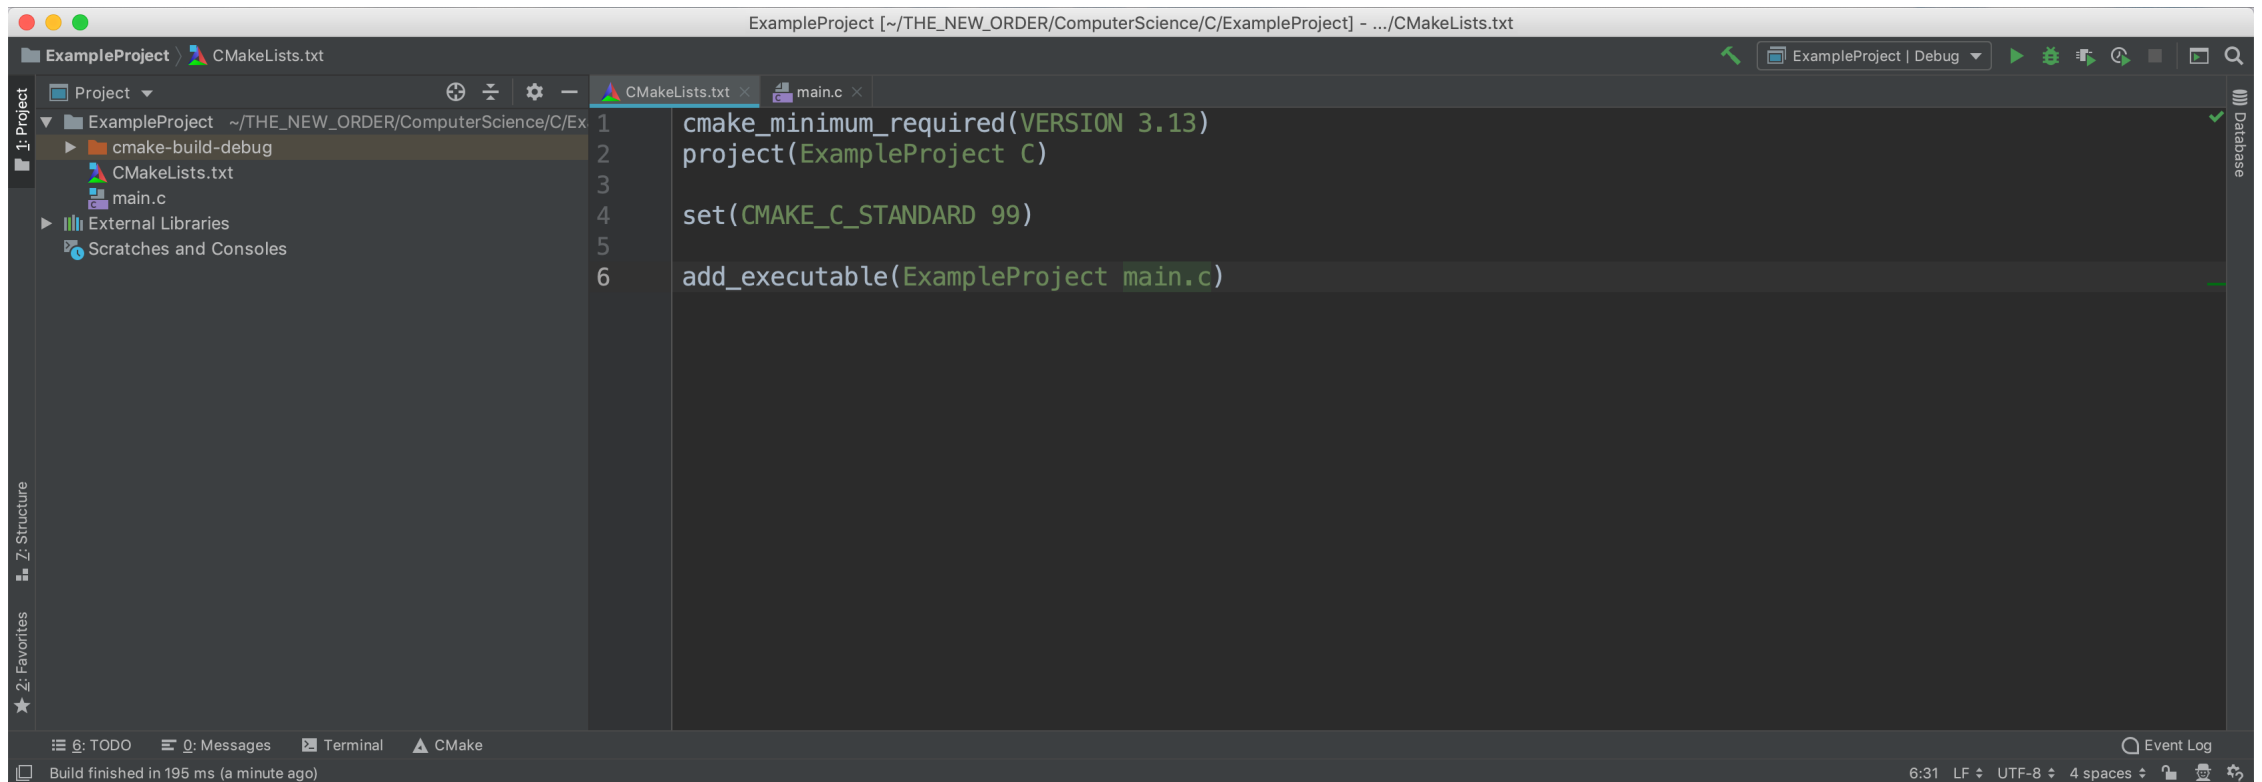 ExampleProject [~/THE_NEW_ORDER/ComputerScience/C/ExampleProject] - .../CMakeLists.txt
ExampleProject CMakeLists.txt
ExampleProject | Debug
1: Project
Project
CMakeLists.txt
main.c
ExampleProject ~/THE_NEW_ORDER/ComputerScience/C/Ex
cmake-build-debug
CMakeLists.txt
main.c
External Libraries
Scratches and Consoles
1 cmake_minimum_required(VERSION 3.13)
2 project(ExampleProject C)
3
4 set(CMAKE_C_STANDARD 99)
5
6 add_executable(ExampleProject main.c)
Database
7: Structure
2: Favorites
6: TODO 0: Messages Terminal CMake
Event Log
Build finished in 195 ms (a minute ago)
6:31 LF UTF-8 4 spaces